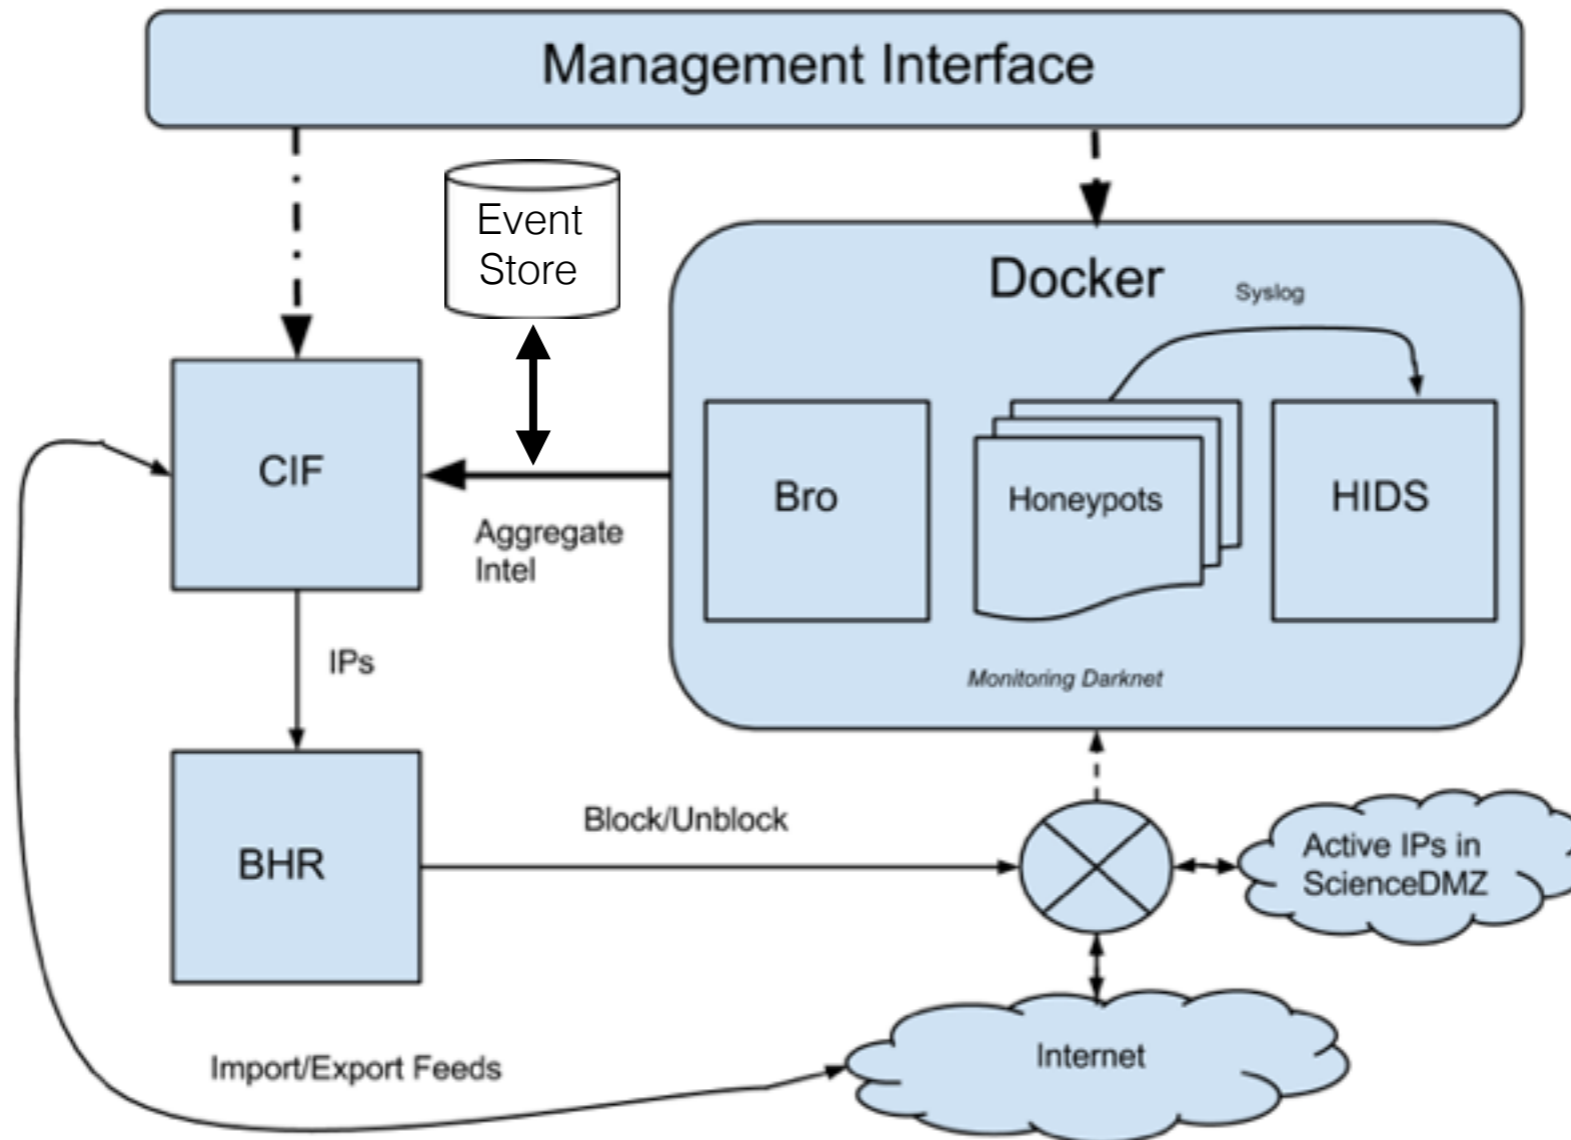 Management Interface
Event
Store
Docker
Syslog
CIF
Bro
Honeypots
HIDS
Aggregate
Intel
IPs
Monitoring Darknet
Block/Unblock
BHR
Active IPs in
ScienceDMZ
Internet
Import/Export Feeds